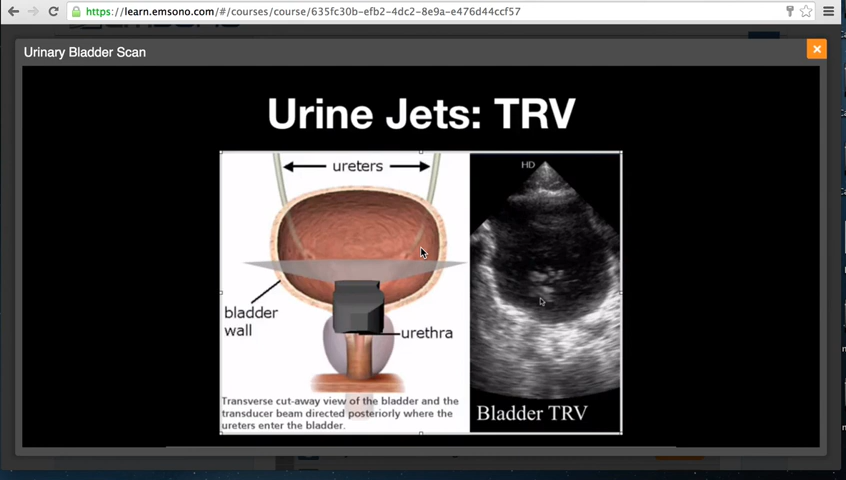 https://learn.emsono.com/#/courses/course/635fc30b-efb2-4dc2-8e9a-e476d44ccf57
Urinary Bladder Scan
Urine Jets: TRV
ureters
HD
bladder
wall
urethra
Transverse cut-away view of the bladder and the
transducer beam directed posteriorly where the
ureters enter the bladder.
Bladder TRV